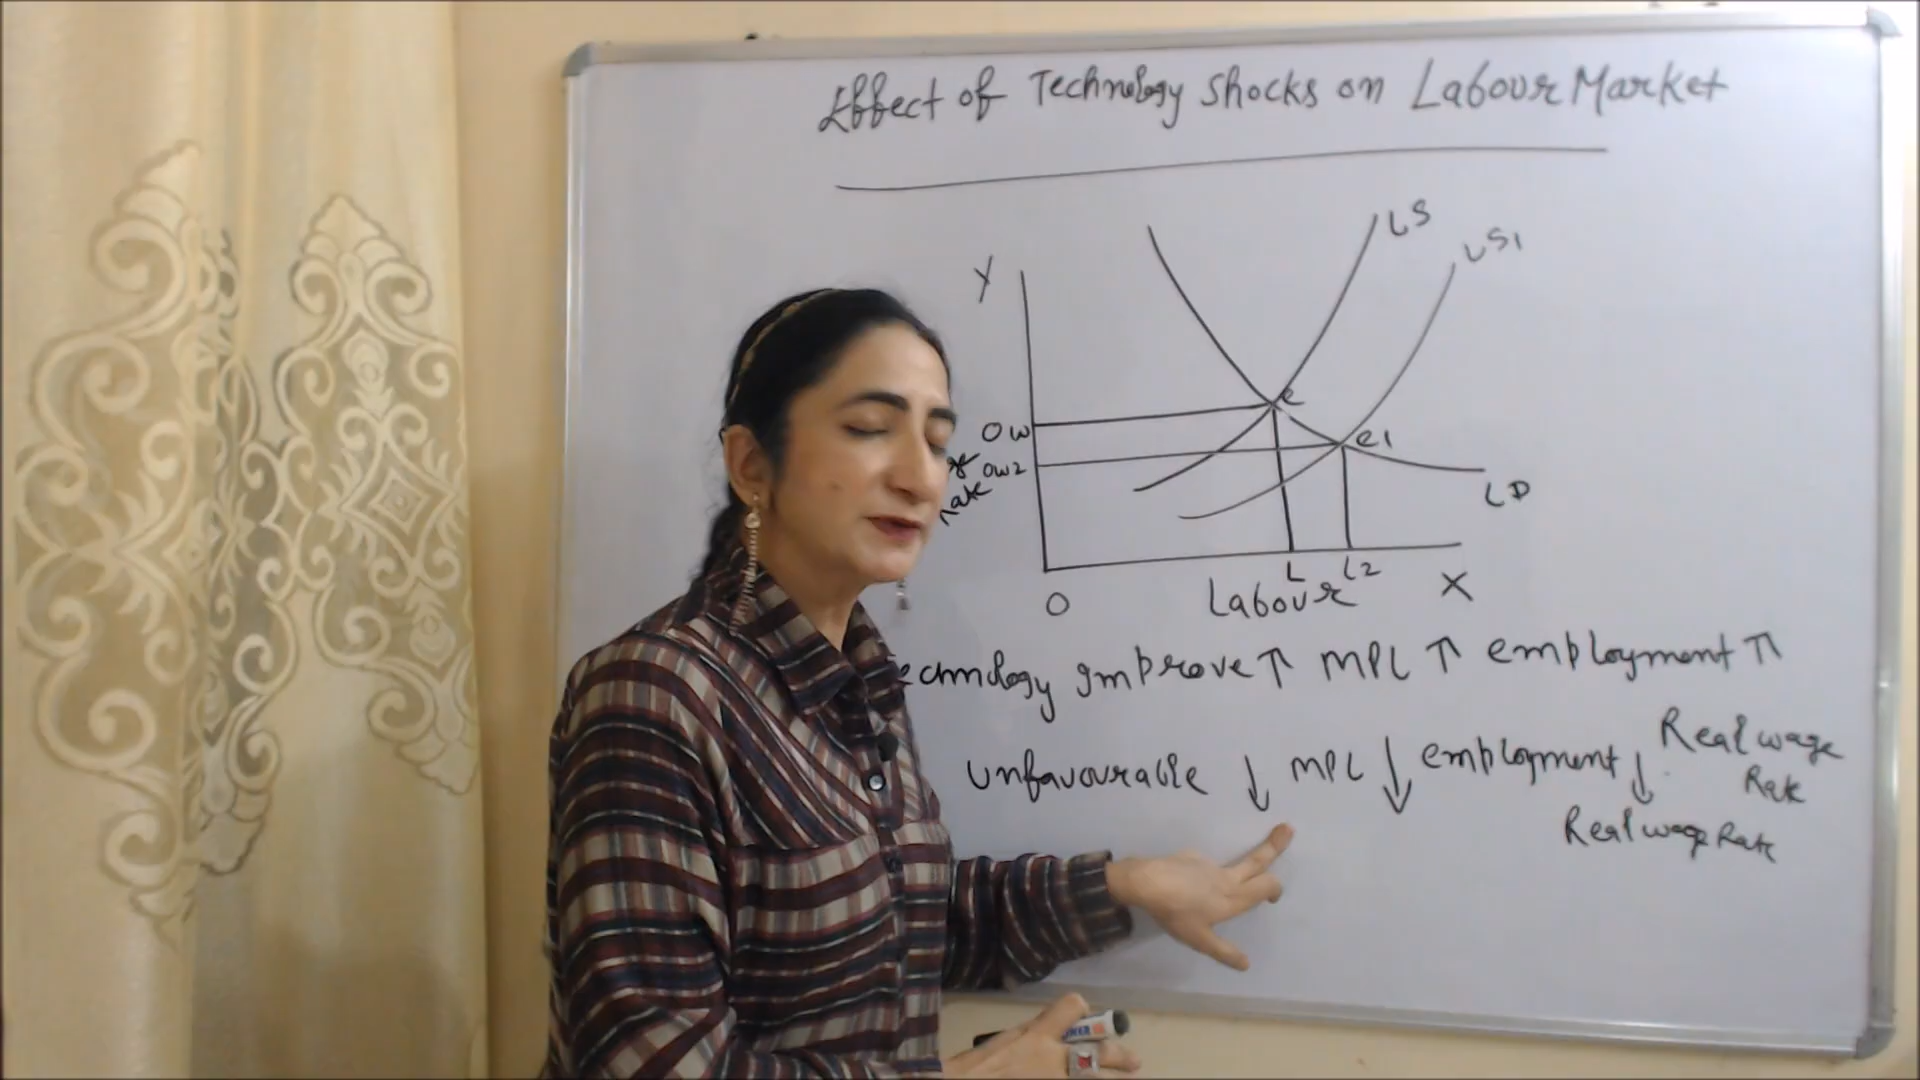 Effect of Technology Shocks on Labour Market
LS
LS1
Y
e
OW
e1
OW2
Rate
LD
L L2
O Labour X
echnology Improve ↑ MPL ↑ employment ↑
unfavourable ↓ MPL ↓ employment ↓ Real wage
Rate
Real wage Rate